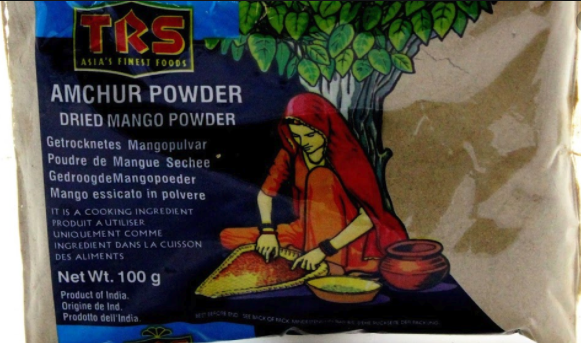 TRS
ASIA'S FINEST FOODS
AMCHUR POWDER
DRIED MANGO POWDER
Getrocknetes Mangopulvar
Poudre de Mangue Sechee
GedroogdeMangopoeder
Mango essicato in polvere
IT IS A COOKING INGREDIENT
PRODUIT A UTILISER
UNIQUEMENT COMME
INGREDIENT DANS LA CUISSON
DES ALIMENTS
Net Wt. 100 g
Product of India.
Origine de Ind.
Prodotto dell'India.